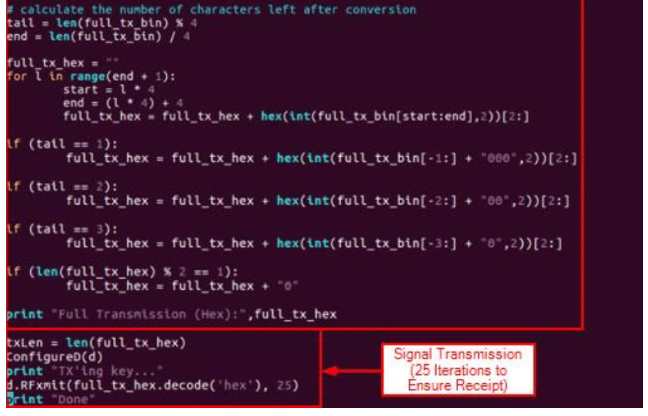 # calculate the number of characters left after conversion
tail = len(full_tx_bin) % 4
end = len(full_tx_bin) / 4
full_tx_hex = ""
for l in range(end + 1):
start = l * 4
end = (l * 4) + 4
full_tx_hex = full_tx_hex + hex(int(full_tx_bin[start:end],2))[2:]
if (tail == 1):
full_tx_hex = full_tx_hex + hex(int(full_tx_bin[-1:] + "000",2))[2:]
if (tail == 2):
full_tx_hex = full_tx_hex + hex(int(full_tx_bin[-2:] + "00",2))[2:]
if (tail == 3):
full_tx_hex = full_tx_hex + hex(int(full_tx_bin[-3:] + "0",2))[2:]
if (len(full_tx_hex) % 2 == 1):
full_tx_hex = full_tx_hex + "0"
print "Full Transmission (Hex):",full_tx_hex
txLen = len(full_tx_hex)
ConfigureD(d)
print "TX'ing key..."
d.RFxmit(full_tx_hex.decode('hex'), 25)
print "Done"
Signal Transmission
(25 Iterations to
Ensure Receipt)